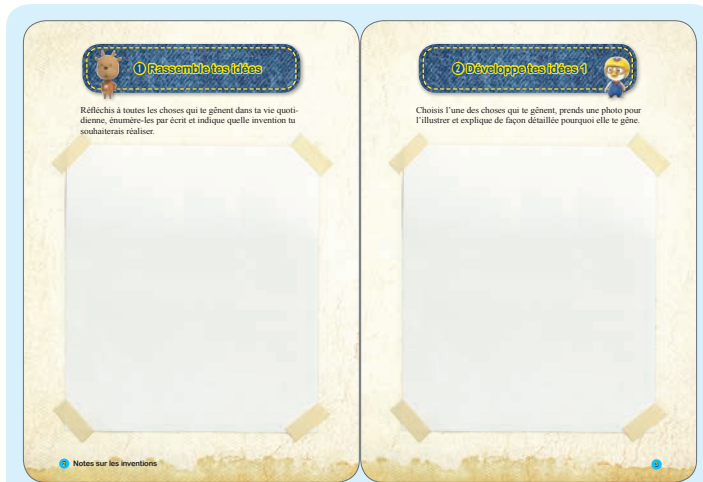 ① Rassemble tes idées
Réfléchis à toutes les choses qui te gênent dans ta vie quoti-
dienne, énumère-les par écrit et indique quelle invention tu
souhaiterais réaliser.
Notes sur les inventions
② Développe tes idées 1
Choisis l'une des choses qui te gênent, prends une photo pour
l'illustrer et explique de façon détaillée pourquoi elle te gêne.